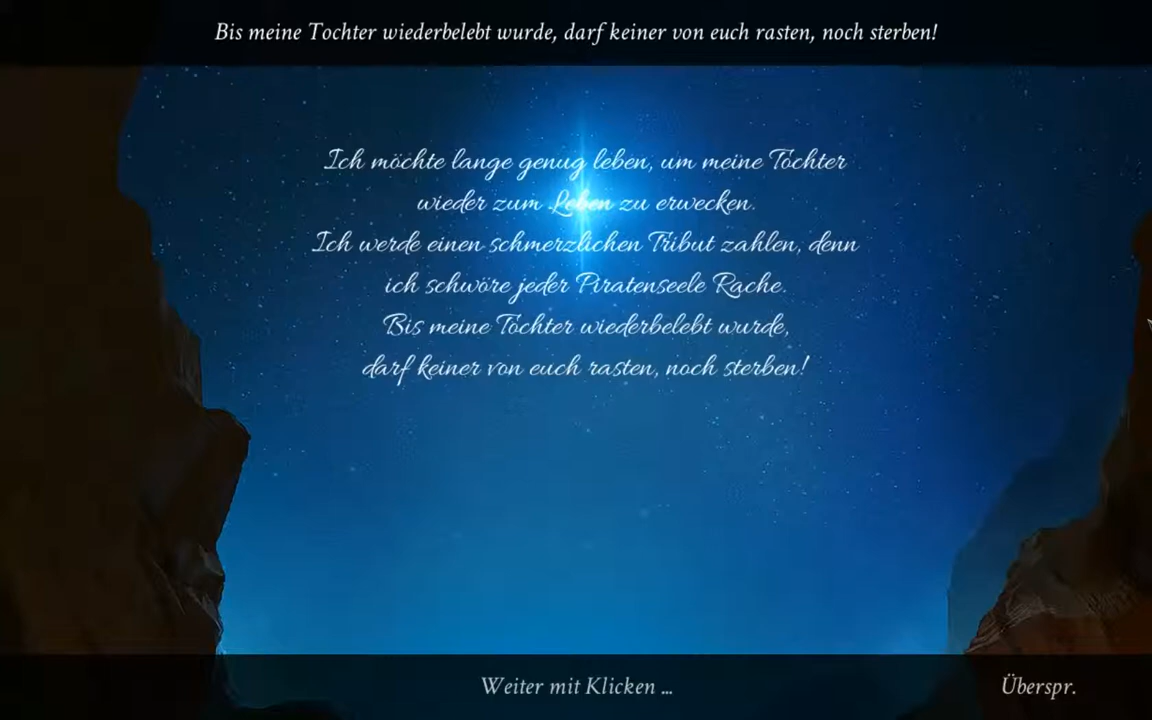 Bis meine Tochter wiederbelebt wurde, darf keiner von euch rasten, noch sterben!
Ich möchte lange genug leben, um meine Tochter
wieder zum Leben zu erwecken.
Ich werde einen schmerzlichen Tribut zahlen, denn
ich schwöre jeder Piratenseele Rache.
Bis meine Tochter wiederbelebt wurde,
darf keiner von euch rasten, noch sterben!
Weiter mit Klicken ...
Überspr.